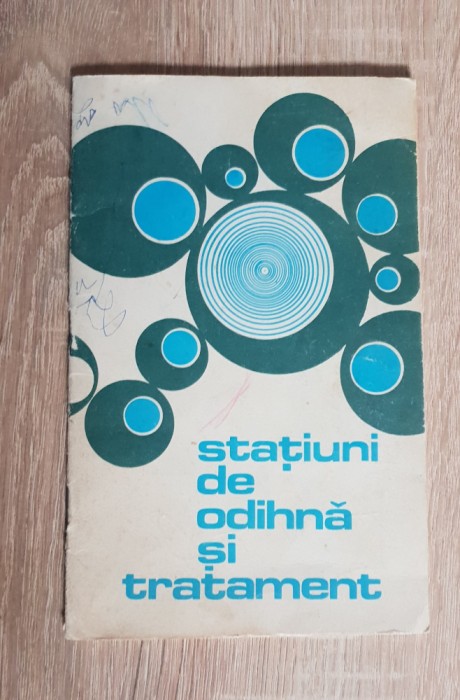 stațiuni
de
odihnă
și
tratament